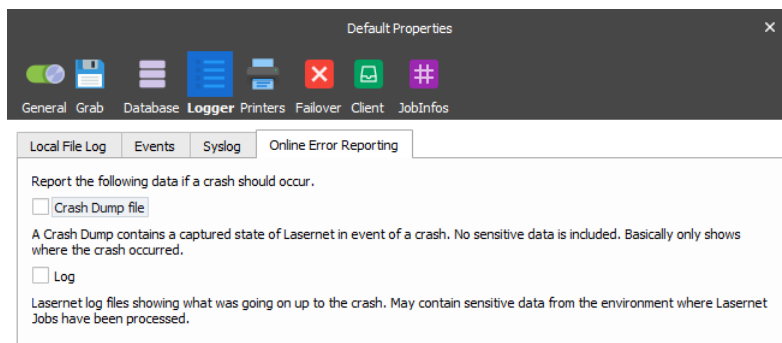 Default Properties
General Grab Database Logger Printers Failover Client JobInfos
Local File Log Events Syslog Online Error Reporting
Report the following data if a crash should occur.
Crash Dump file
A Crash Dump contains a captured state of Lasernet in event of a crash. No sensitive data is included. Basically only shows
where the crash occurred.
Log
Lasernet log files showing what was going on up to the crash. May contain sensitive data from the environment where Lasernet
Jobs have been processed.